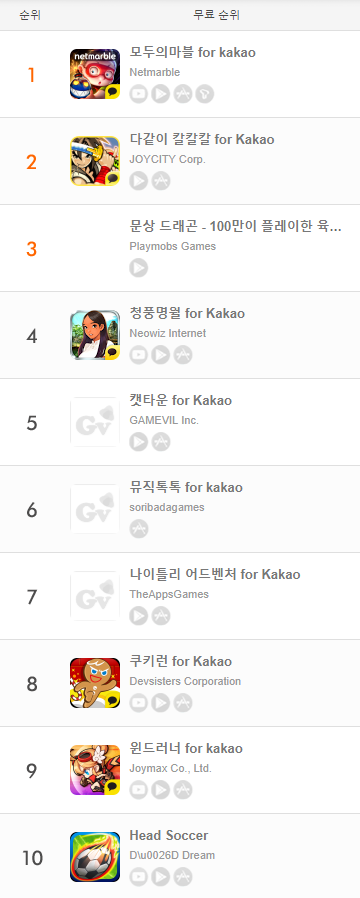 순위 무료 순위
1
netmarble
모두의마블 for kakao
Netmarble
2
다같이 칼칼칼 for Kakao
JOYCITY Corp.
3
문상 드래곤 - 100만이 플레이한 육...
Playmobs Games
4
청풍명월 for Kakao
Neowiz Internet
5
Gv
캣타운 for Kakao
GAMEVIL Inc.
6
Gv
뮤직톡톡 for kakao
soribadagames
7
Gv
나이틀리 어드벤처 for Kakao
TheAppsGames
8
쿠키런 for Kakao
Devsisters Corporation
9
윈드러너 for kakao
Joymax Co., Ltd.
10
Head Soccer
D\u0026D Dream